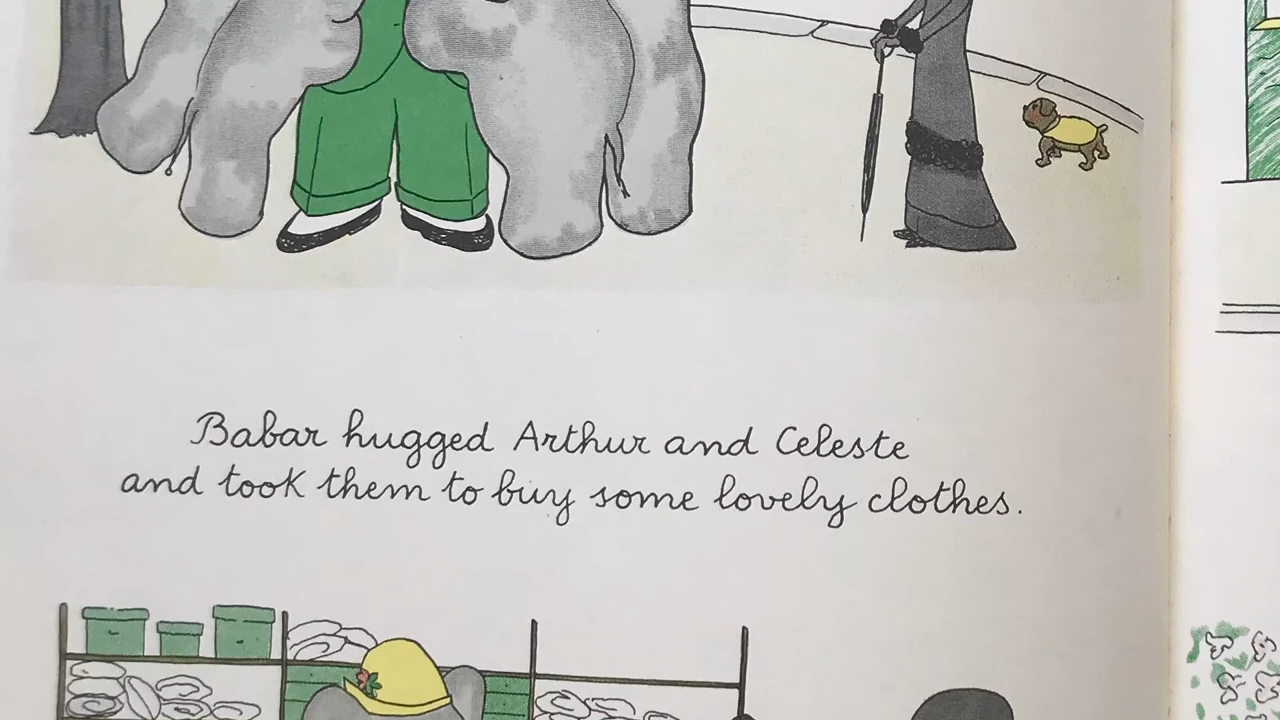 Babar hugged Arthur and Celeste
and took them to buy some lovely clothes.